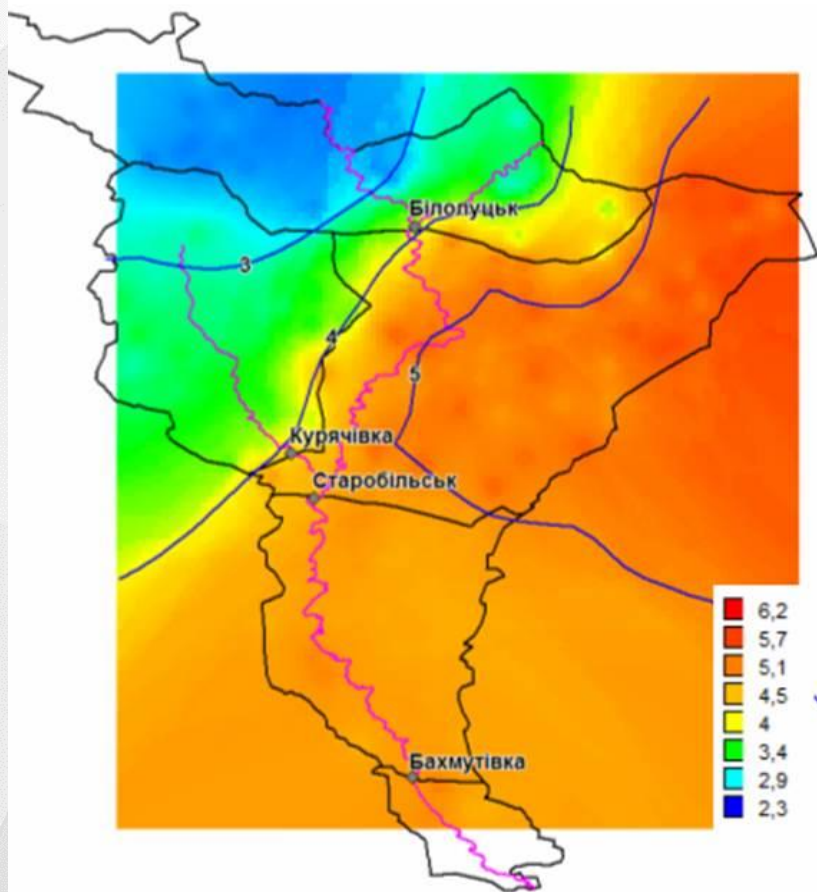 Білолуцьк
3
4
5
Курячівка
Старобільськ
6,2
5,7
5,1
4,5
4
3,4
2,9
2,3
Бахмутівка